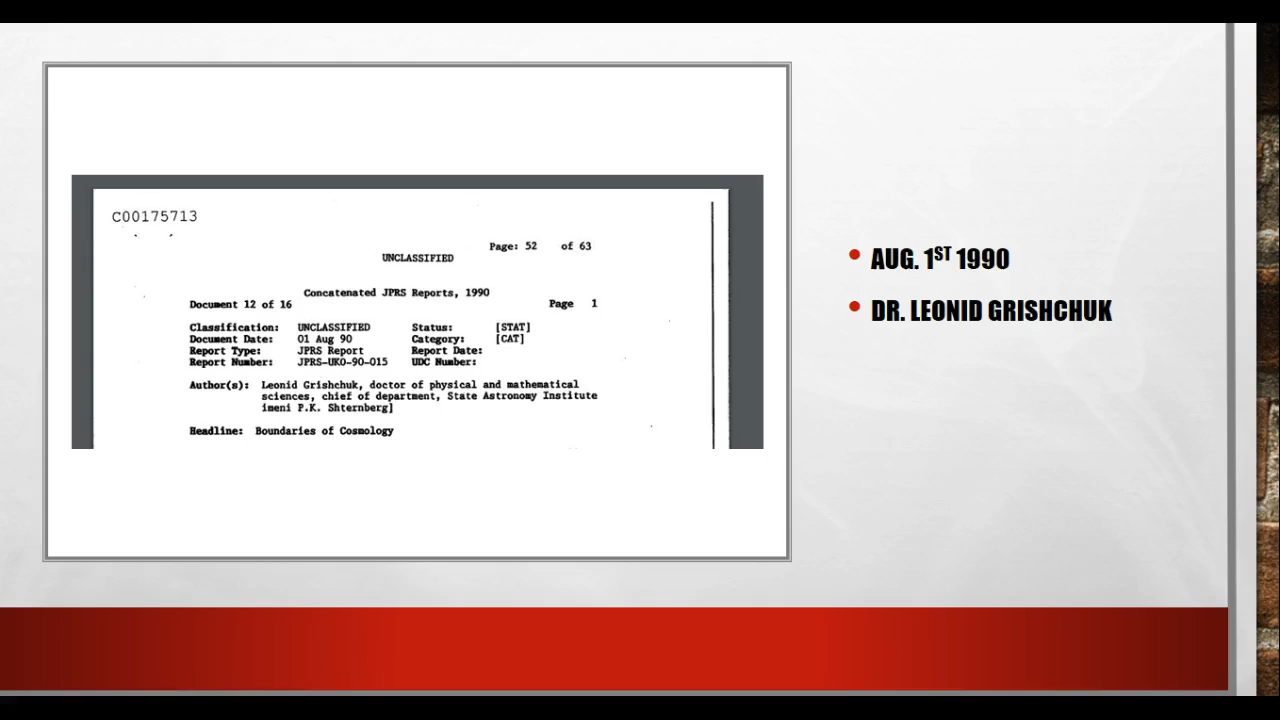 C00175713
Page: 52 of 63
UNCLASSIFIED
Concatenated JPRS Reports, 1990
Document 12 of 16 Page 1
Classification: UNCLASSIFIED Status: [STAT]
Document Date: 01 Aug 90 Category: [CAT]
Report Type: JPRS Report Report Date:
Report Number: JPRS-UKO-90-015 UDC Number:
Author(s): Leonid Grishchuk, doctor of physical and mathematical
sciences, chief of department, State Astronomy Institute
imeni P.K. Shternberg]
Headline: Boundaries of Cosmology
• AUG. 1ST 1990
• DR. LEONID GRISHCHUK